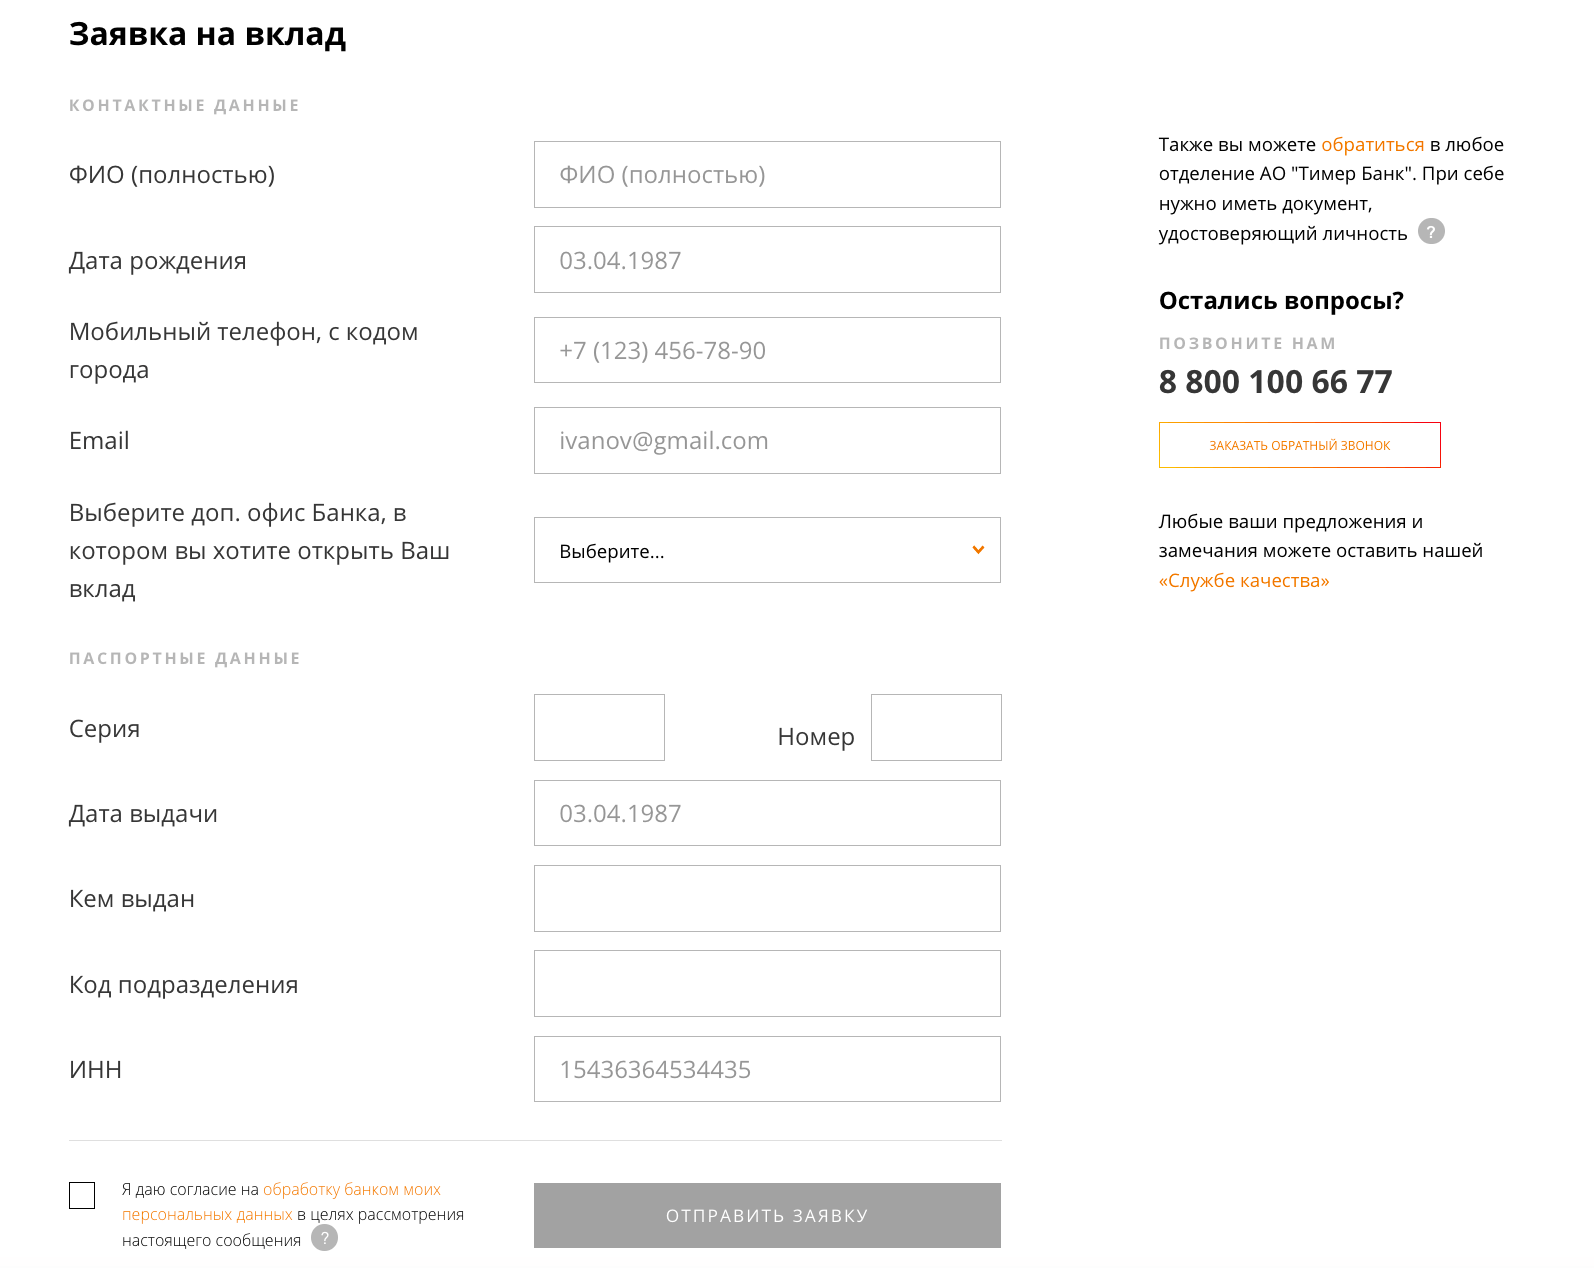 Заявка на вклад
КОНТАКТНЫЕ ДАННЫЕ
ФИО (полностью)
ФИО (полностью)
Дата рождения
03.04.1987
Мобильный телефон, с кодом
города
+7 (123) 456-78-90
Email
ivanov@gmail.com
Выберите доп. офис Банка, в
котором вы хотите открыть Ваш
вклад
Выберите...
ПАСПОРТНЫЕ ДАННЫЕ
Серия
Номер
Дата выдачи
03.04.1987
Кем выдан
Код подразделения
ИНН
15436364534435
Я даю согласие на обработку банком моих
персональных данных в целях рассмотрения
настоящего сообщения ?
ОТПРАВИТЬ ЗАЯВКУ
Также вы можете обратиться в любое
отделение АО "Тимер Банк". При себе
нужно иметь документ,
удостоверяющий личность ?
Остались вопросы?
ПОЗВОНИТЕ НАМ
8 800 100 66 77
ЗАКАЗАТЬ ОБРАТНЫЙ ЗВОНОК
Любые ваши предложения и
замечания можете оставить нашей
«Службе качества»